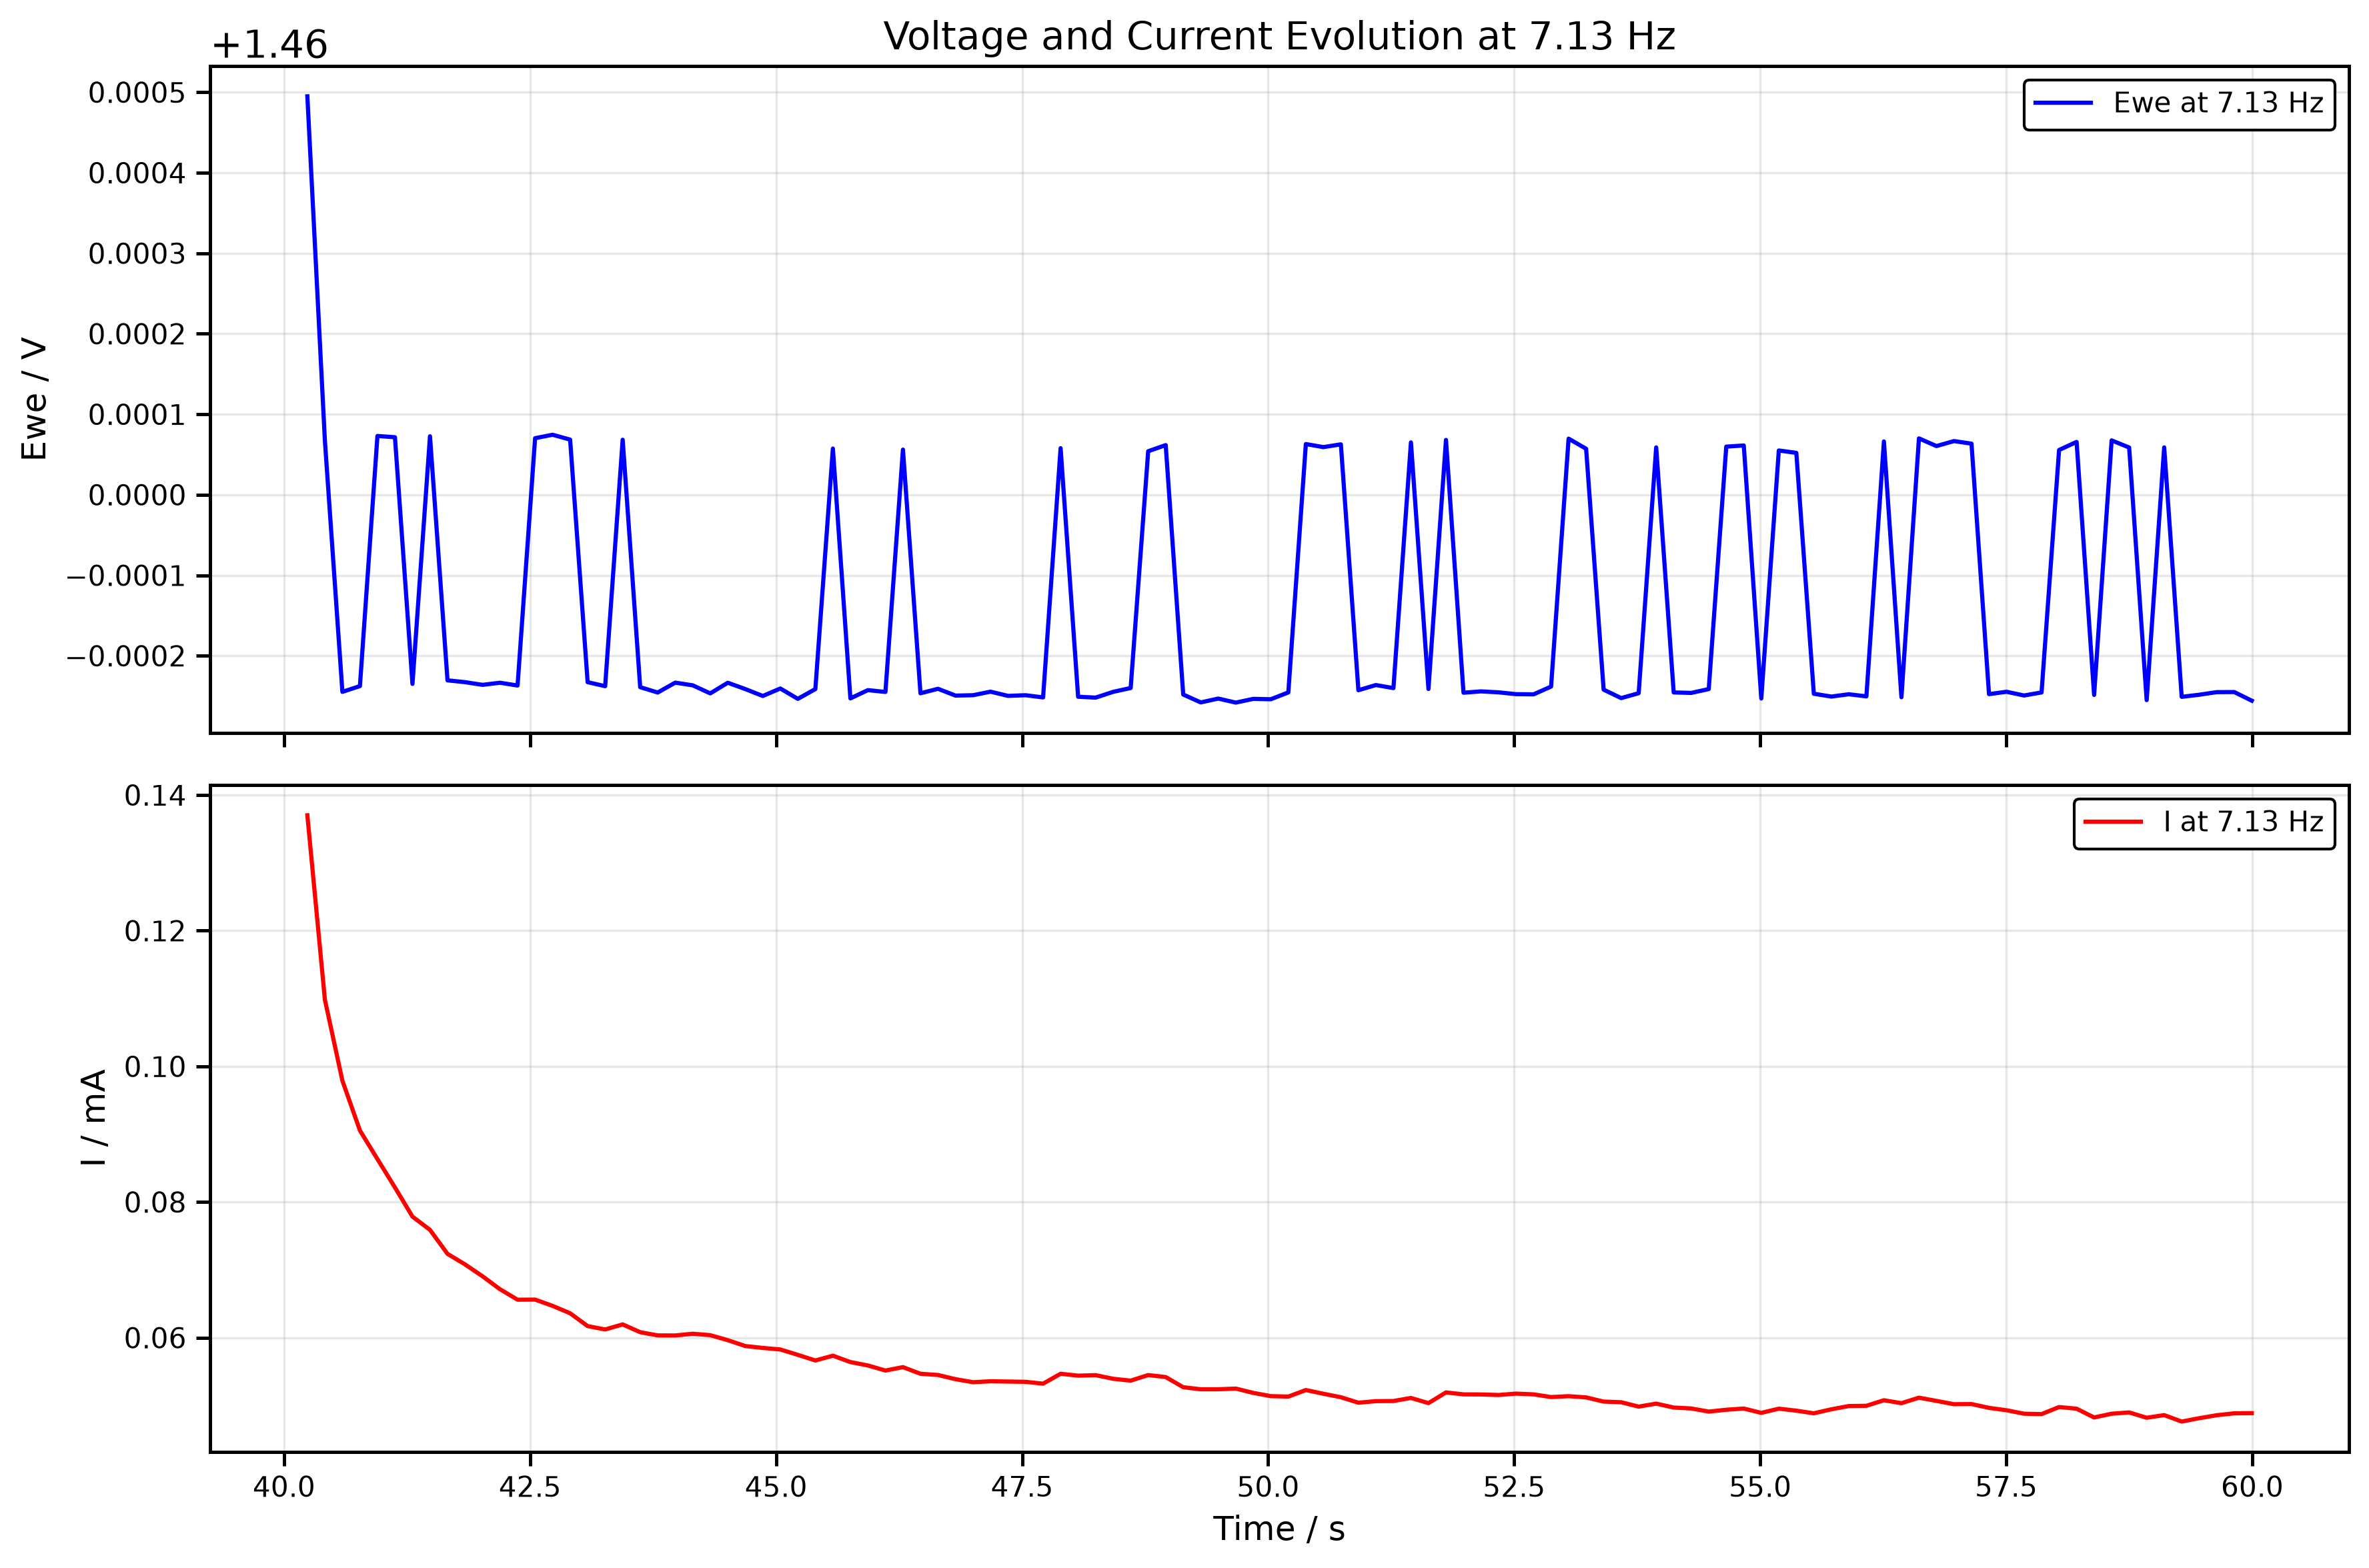 Voltage and Current Evolution at 7.13 Hz
+1.46
Ewe at 7.13 Hz
0.0005
0.0004
0.0003
0.0002
0.0001
0.0000
−0.0001
−0.0002
Ewe / V
I at 7.13 Hz
0.14
0.12
0.10
0.08
0.06
I / mA
40.0 42.5 45.0 47.5 50.0 52.5 55.0 57.5 60.0
Time / s